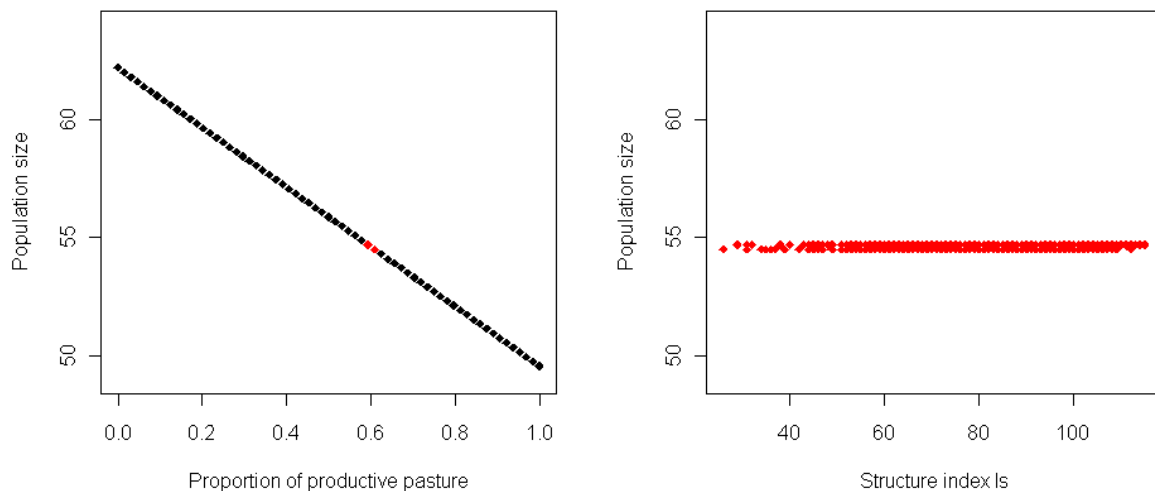 Population size
60
55
50
0.0 0.2 0.4 0.6 0.8 1.0
Proportion of productive pasture
Population size
60
55
50
40 60 80 100
Structure index Is